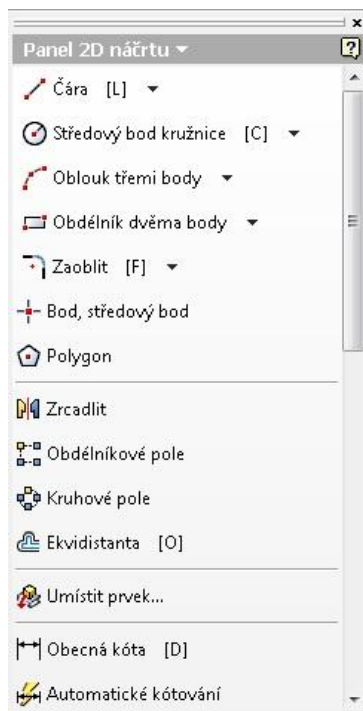 Panel 2D náčrtu
Čára [L]
Středový bod kružnice [C]
Oblouk třemi body
Obdélník dvěma body
Zaoblit [F]
Bod, středový bod
Polygon
Zrcadlit
Obdélníkové pole
Kruhové pole
Ekvidistanta [O]
Umístit prvek...
Obecná kóta [D]
Automatické kótování